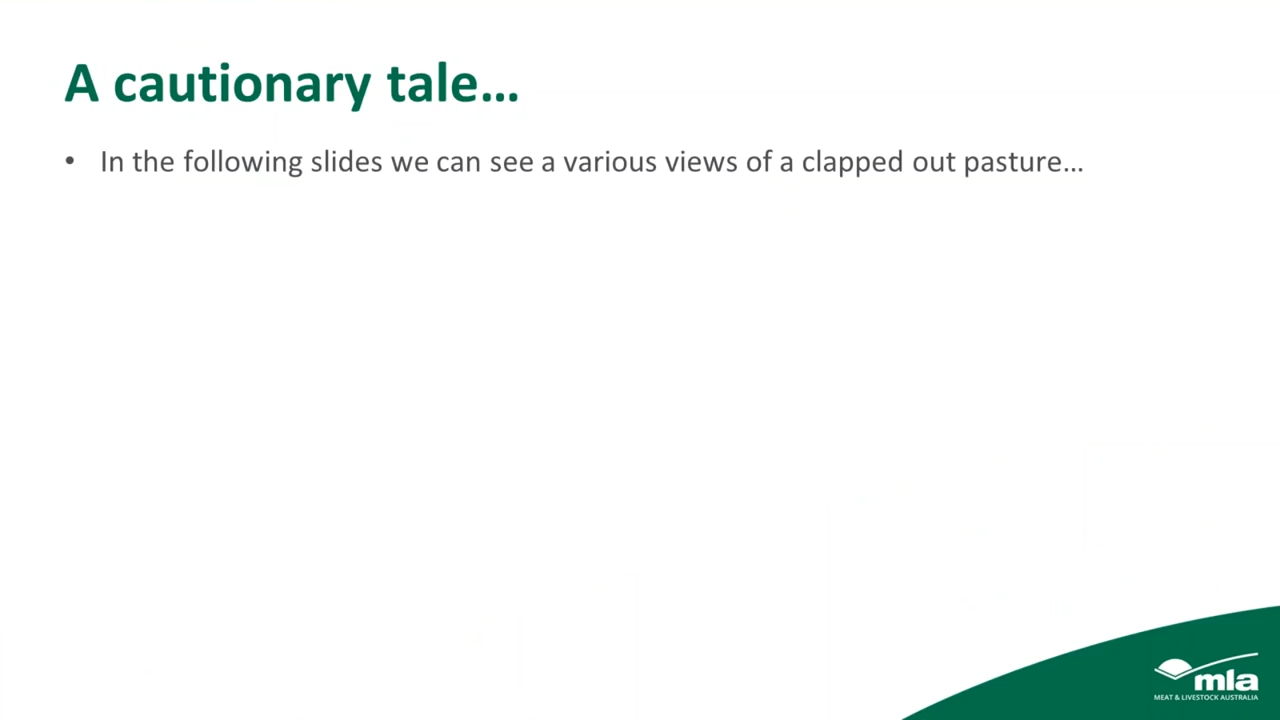 A cautionary tale…
• In the following slides we can see a various views of a clapped out pasture…
mla
MEAT & LIVESTOCK AUSTRALIA